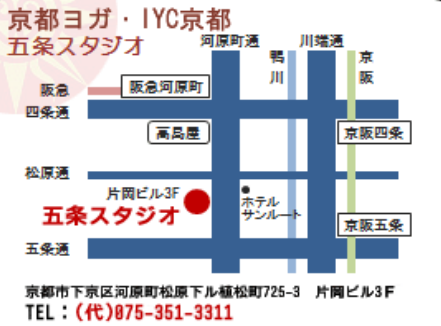 京都ヨガ・IYC京都
五条スタジオ
河原町通
鴨川
川端通
京阪
阪急
阪急河原町
四条通
高島屋
京阪四条
松原通
片岡ビル3F
五条スタジオ
ホテル
サンルート
京阪五条
五条通
京都市下京区河原町松原下ル植松町725-3 片岡ビル3F
TEL：(代)075-351-3311